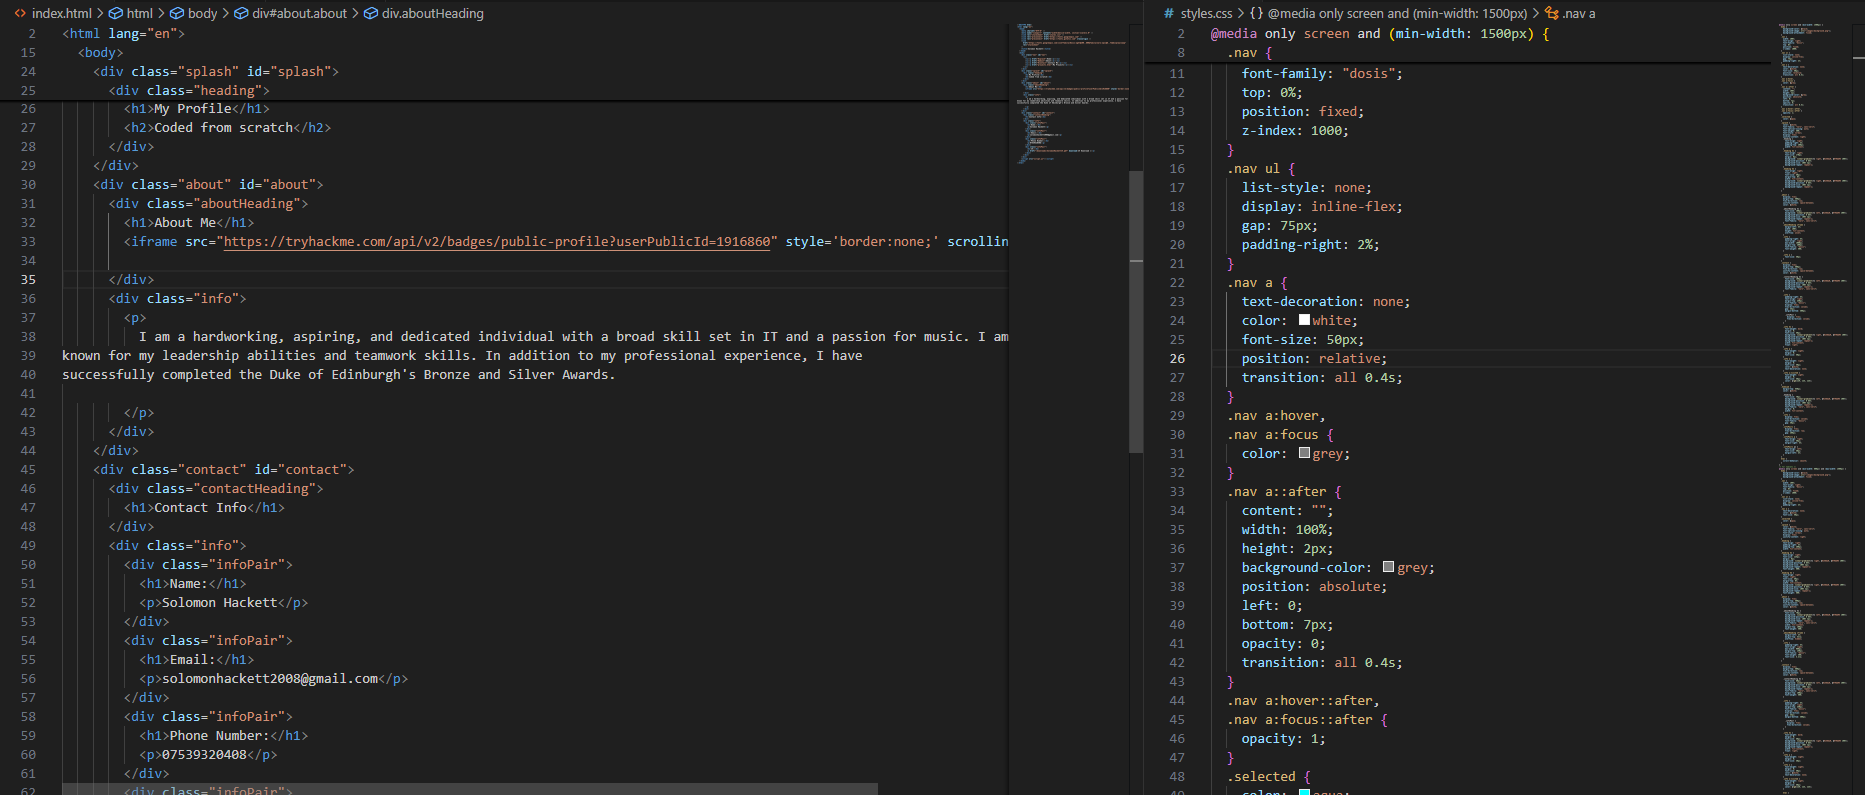 index.html > html > body > div#about.about > div.aboutHeading
2 <html lang="en">
15 <body>
24 <div class="splash" id="splash">
25 <div class="heading">
26 <h1>My Profile</h1>
27 <h2>Coded from scratch</h2>
28 </div>
29 </div>
30 <div class="about" id="about">
31 <div class="aboutHeading">
32 <h1>About Me</h1>
33 <iframe src="https://tryhackme.com/api/v2/badges/public-profile?userPublicId=1916860" style='border:none;' scrollin
34
35 </div>
36 <div class="info">
37 <p>
38 I am a hardworking, aspiring, and dedicated individual with a broad skill set in IT and a passion for music. I am
39 known for my leadership abilities and teamwork skills. In addition to my professional experience, I have
40 successfully completed the Duke of Edinburgh's Bronze and Silver Awards.
41
42 </p>
43 </div>
44 </div>
45 <div class="contact" id="contact">
46 <div class="contactHeading">
47 <h1>Contact Info</h1>
48 </div>
49 <div class="info">
50 <div class="infoPair">
51 <h1>Name:</h1>
52 <p>Solomon Hackett</p>
53 </div>
54 <div class="infoPair">
55 <h1>Email:</h1>
56 <p>solomonhackett2008@gmail.com</p>
57 </div>
58 <div class="infoPair">
59 <h1>Phone Number:</h1>
60 <p>07539320408</p>
61 </div>
62 <div class="infoPair">
# styles.css > {} @media only screen and (min-width: 1500px) > .nav a
2 @media only screen and (min-width: 1500px) {
8 .nav {
11 font-family: "dosis";
12 top: 0%;
13 position: fixed;
14 z-index: 1000;
15 }
16 .nav ul {
17 list-style: none;
18 display: inline-flex;
19 gap: 75px;
20 padding-right: 2%;
21 }
22 .nav a {
23 text-decoration: none;
24 color: white;
25 font-size: 50px;
26 position: relative;
27 transition: all 0.4s;
28 }
29 .nav a:hover,
30 .nav a:focus {
31 color: grey;
32 }
33 .nav a::after {
34 content: "";
35 width: 100%;
36 height: 2px;
37 background-color: grey;
38 position: absolute;
39 left: 0;
40 bottom: 7px;
41 opacity: 0;
42 transition: all 0.4s;
43 }
44 .nav a:hover::after,
45 .nav a:focus::after {
46 opacity: 1;
47 }
48 .selected {
49 color: aqua;